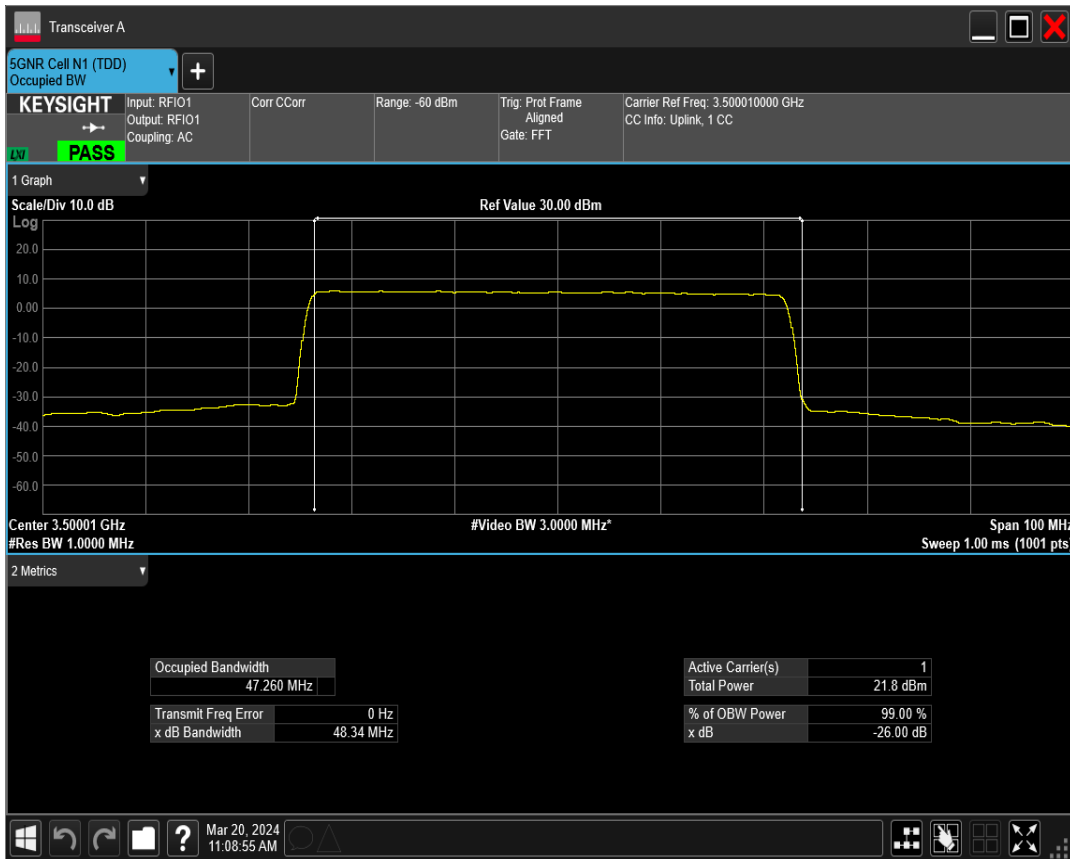 Transceiver A
5GNR Cell N1 (TDD)
Occupied BW
+
KEYSIGHT
LXI
PASS
Input: RFIO1
Output: RFIO1
Coupling: AC
Corr CCorr
Range: -60 dBm
Trig: Prot Frame
Aligned
Gate: FFT
Carrier Ref Freq: 3.500010000 GHz
CC Info: Uplink, 1 CC
1 Graph
Scale/Div 10.0 dB
Ref Value 30.00 dBm
Log
20.0
10.0
0.00
-10.0
-20.0
-30.0
-40.0
-50.0
-60.0
Center 3.50001 GHz
#Video BW 3.0000 MHz*
Span 100 MHz
#Res BW 1.0000 MHz
Sweep 1.00 ms (1001 pts)
2 Metrics
Occupied Bandwidth
47.260 MHz
Transmit Freq Error 0 Hz
x dB Bandwidth 48.34 MHz
Active Carrier(s) 1
Total Power 21.8 dBm
% of OBW Power 99.00 %
x dB -26.00 dB
?
Mar 20, 2024
11:08:55 AM